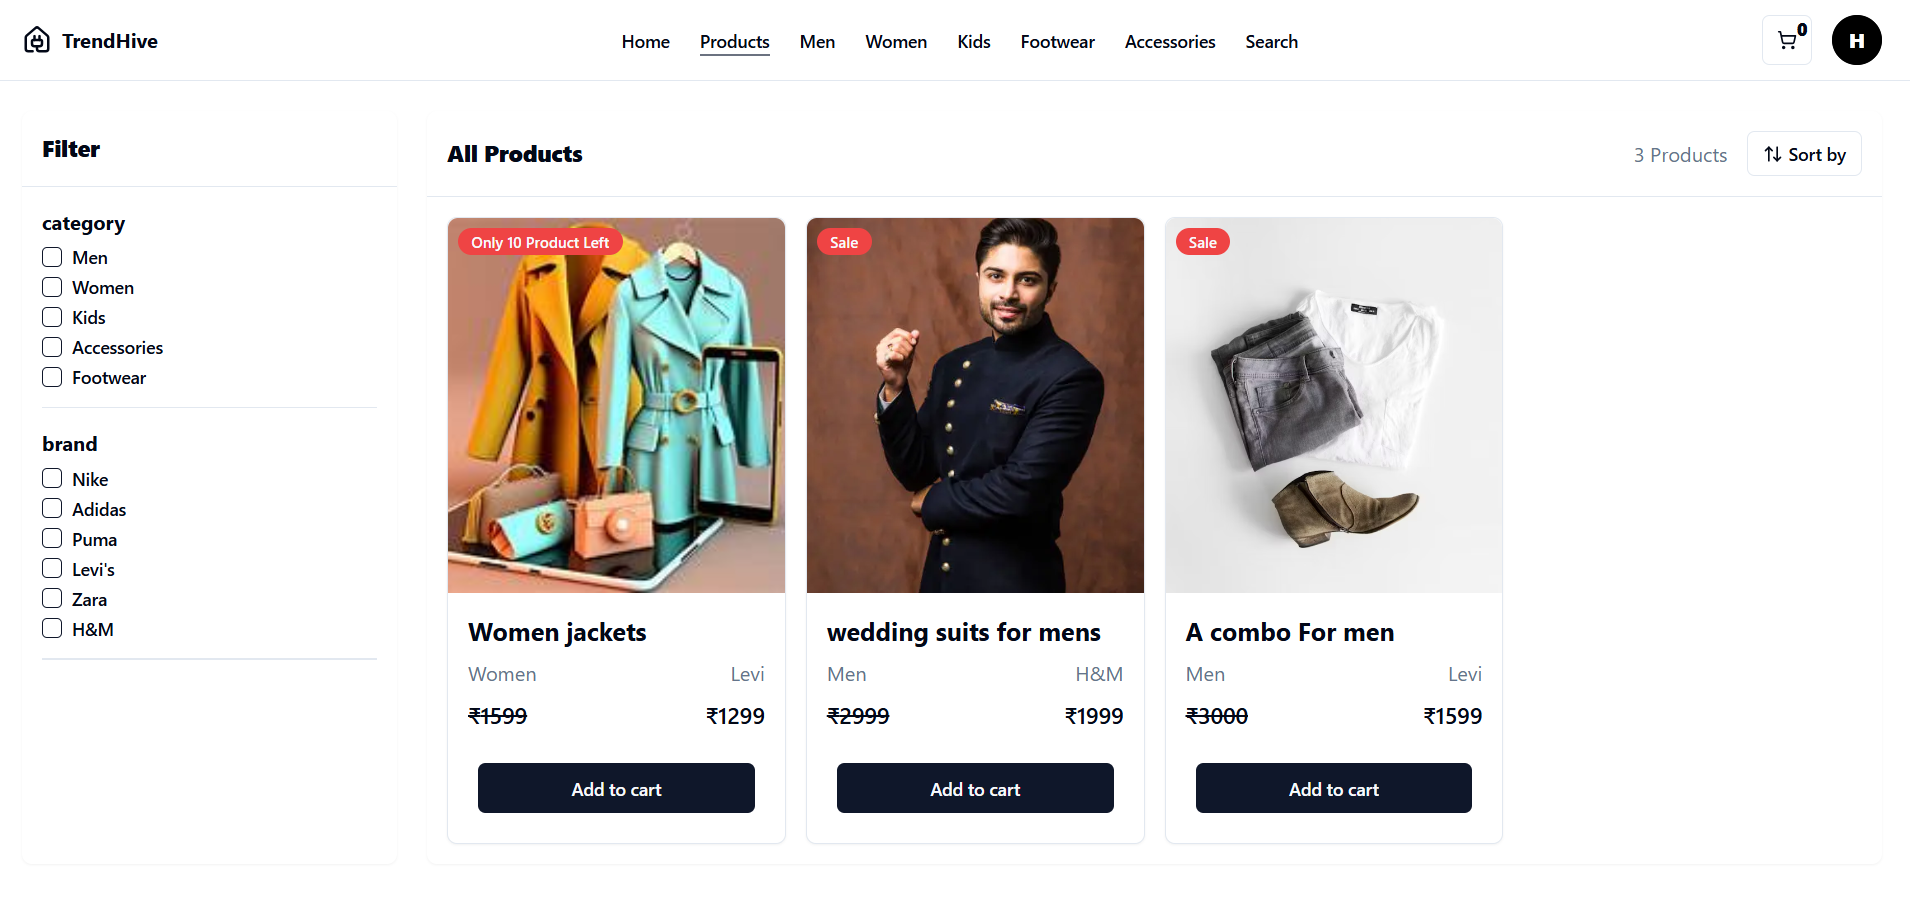 TrendHive
Home Products Men Women Kids Footwear Accessories Search
0
H
Filter
category
Men
Women
Kids
Accessories
Footwear
brand
Nike
Adidas
Puma
Levi's
Zara
H&M
All Products
3 Products
Sort by
Only 10 Product Left
Women jackets
Women Levi
₹1599 ₹1299
Add to cart
Sale
wedding suits for mens
Men H&M
₹2999 ₹1999
Add to cart
Sale
A combo For men
Men Levi
₹3000 ₹1599
Add to cart